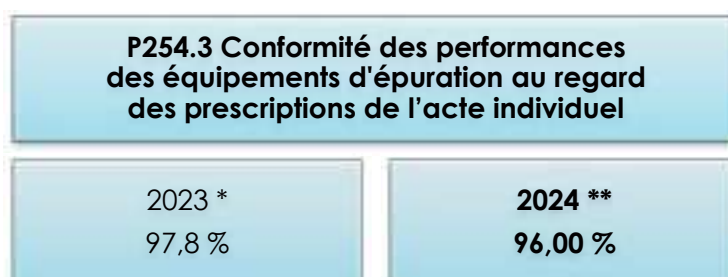 P254.3 Conformité des performances
des équipements d'épuration au regard
des prescriptions de l’acte individuel
2023 *
2024 **
97,8 %
96,00 %